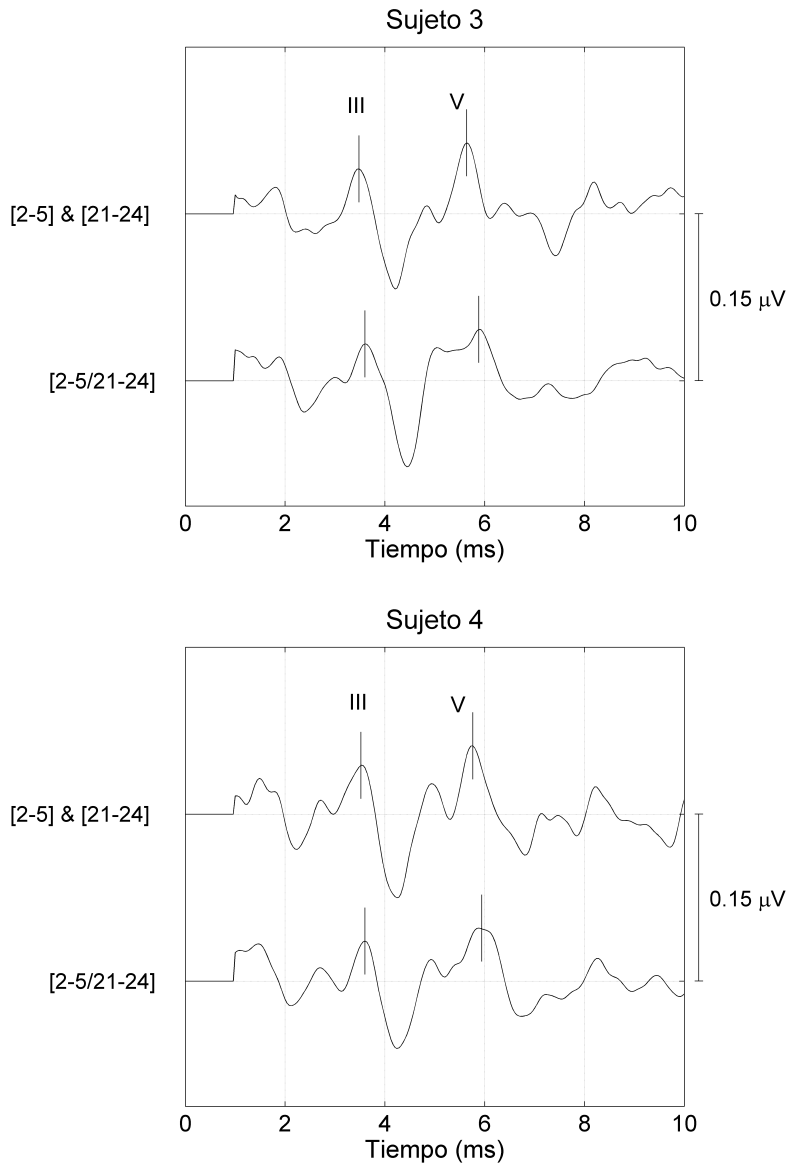 Sujeto 3
III
V
[2-5] & [21-24]
0.15 μV
[2-5/21-24]
0 2 4 6 8 10
Tiempo (ms)
Sujeto 4
III
V
[2-5] & [21-24]
0.15 μV
[2-5/21-24]
0 2 4 6 8 10
Tiempo (ms)